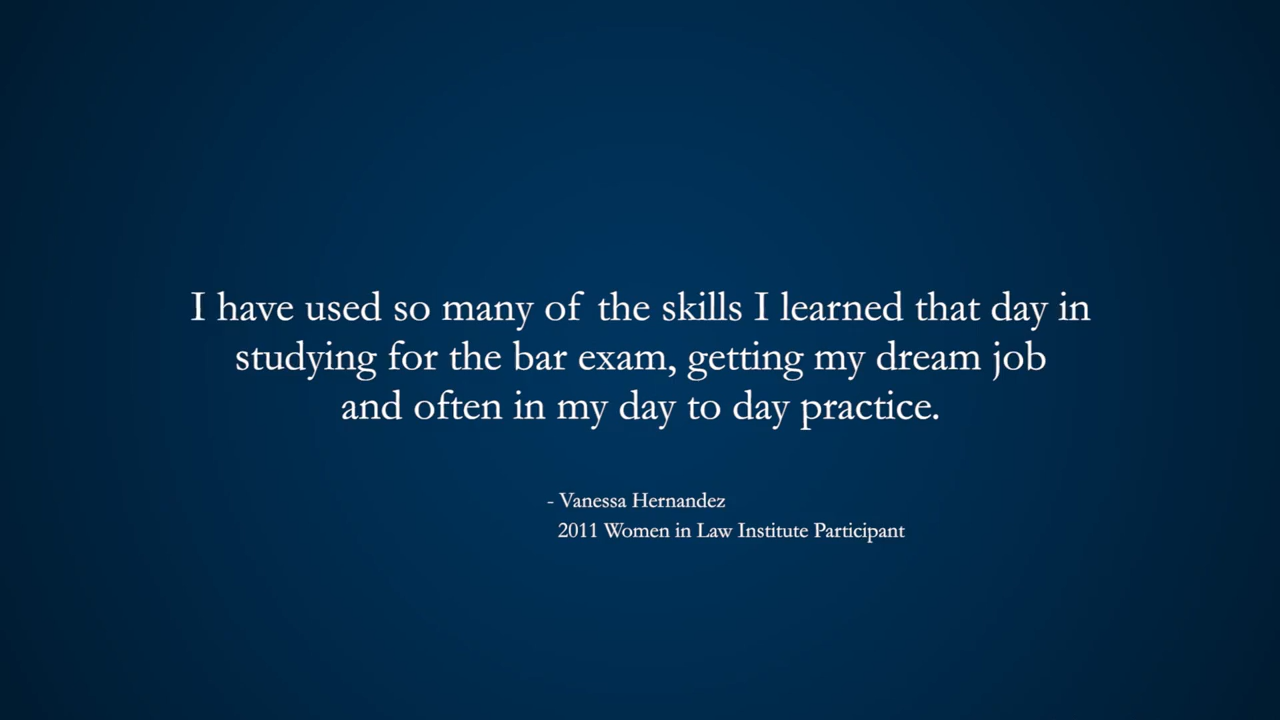 I have used so many of the skills I learned that day in
studying for the bar exam, getting my dream job
and often in my day to day practice.
- Vanessa Hernandez
2011 Women in Law Institute Participant